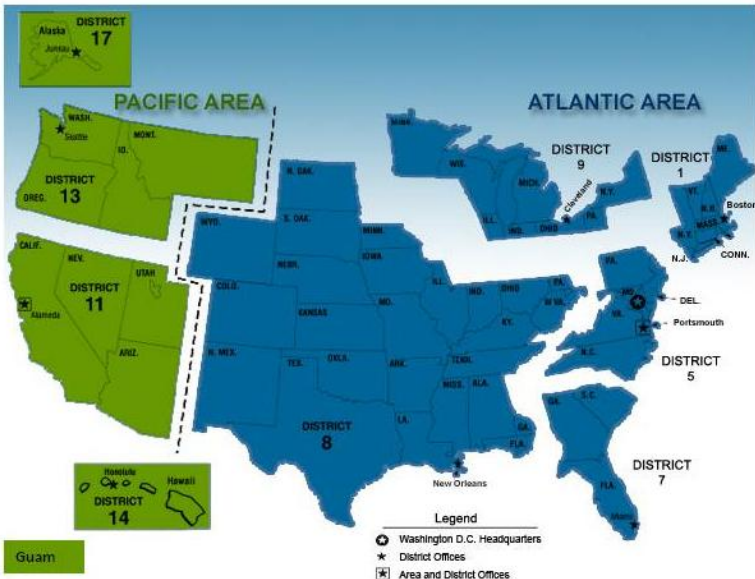 Alaska
DISTRICT
17
Juneau
PACIFIC AREA
ATLANTIC AREA
WASH.
Seattle
MONT.
ID.
OREG.
DISTRICT
13
CALIF.
NEV.
UTAH
DISTRICT
11
Alameda
ARIZ.
Honolulu
Hawaii
DISTRICT
14
Guam
N. DAK.
WYO.
S. DAK.
MINN.
NEBR.
IOWA
COLO.
ILL.
IND.
OHIO
PA.
W VA.
KANSAS
MO.
KY.
N. MEX.
TEX.
OKLA.
ARK.
TENN.
MISS.
ALA.
LA.
GA.
FLA.
DISTRICT
8
New Orleans
MINN.
WIS.
MICH.
DISTRICT
9
Cleveland
N.Y.
ILL.
IND.
OHIO
PA.
DISTRICT
1
ME.
VT.
N.H.
Boston
MASS.
N.Y.
CONN.
N.J.
PA.
MD.
DEL.
VA.
Portsmouth
N.C.
DISTRICT
5
GA.
S.C.
FLA.
Miami
DISTRICT
7
Legend
Washington D.C. Headquarters
District Offices
Area and District Offices